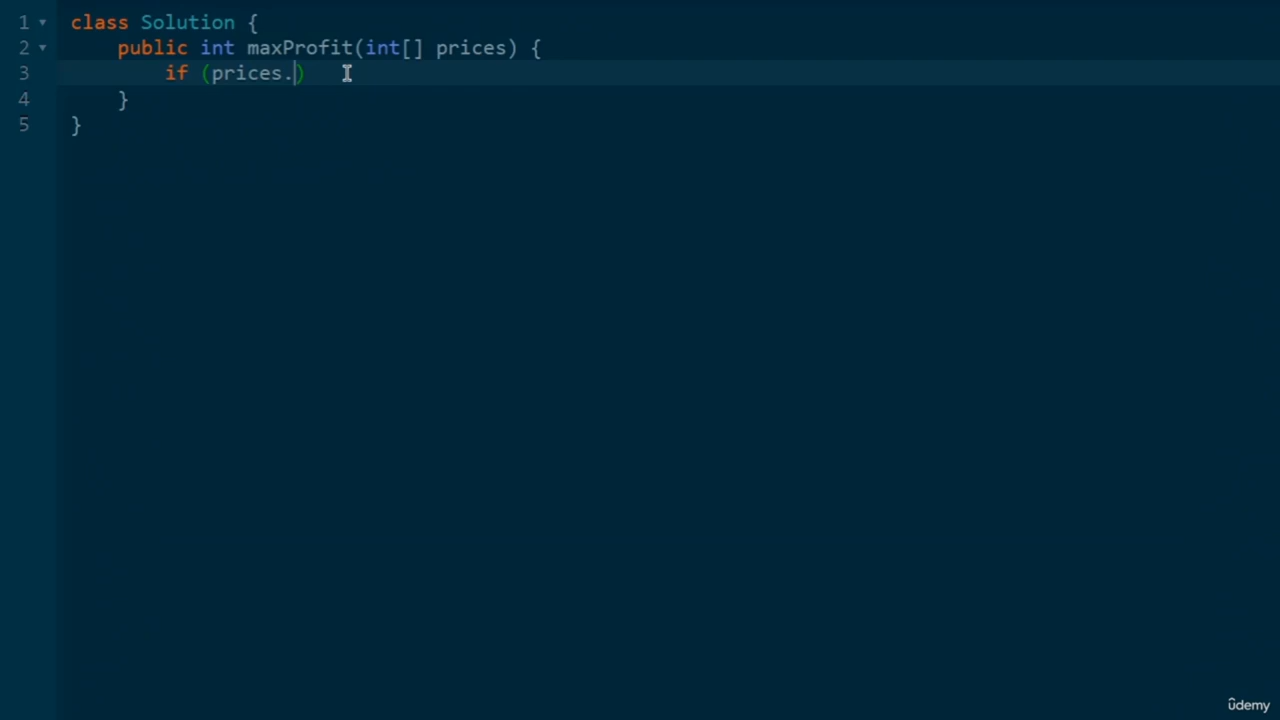 1 class Solution {
2     public int maxProfit(int[] prices) {
3         if (prices.)
4     }
5 }
ûdemy